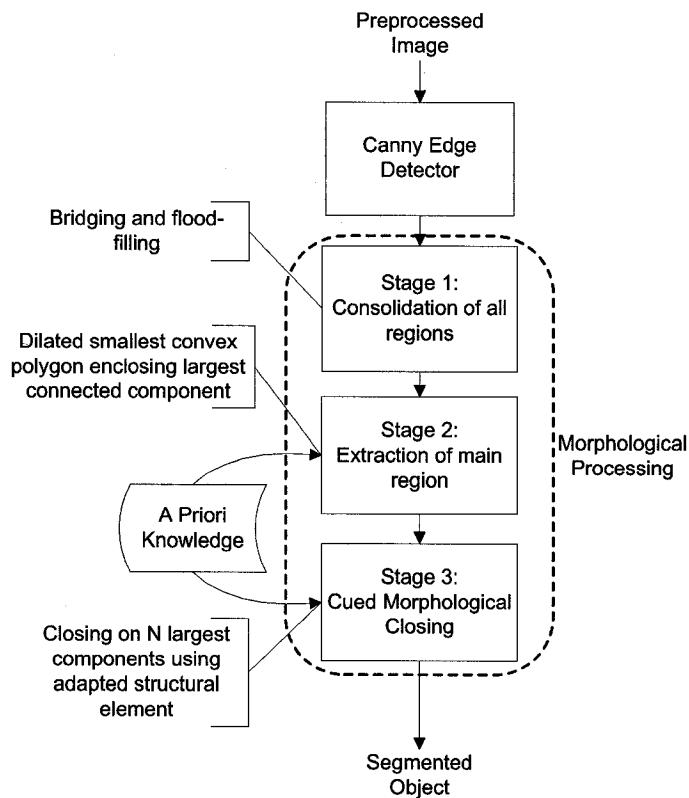 Preprocessed
Image
Canny Edge
Detector
Bridging and flood-
filling
Stage 1:
Consolidation of all
regions
Dilated smallest convex
polygon enclosing largest
connected component
Stage 2:
Extraction of main
region
Morphological
Processing
A Priori
Knowledge
Stage 3:
Cued Morphological
Closing
Closing on N largest
components using
adapted structural
element
Segmented
Object